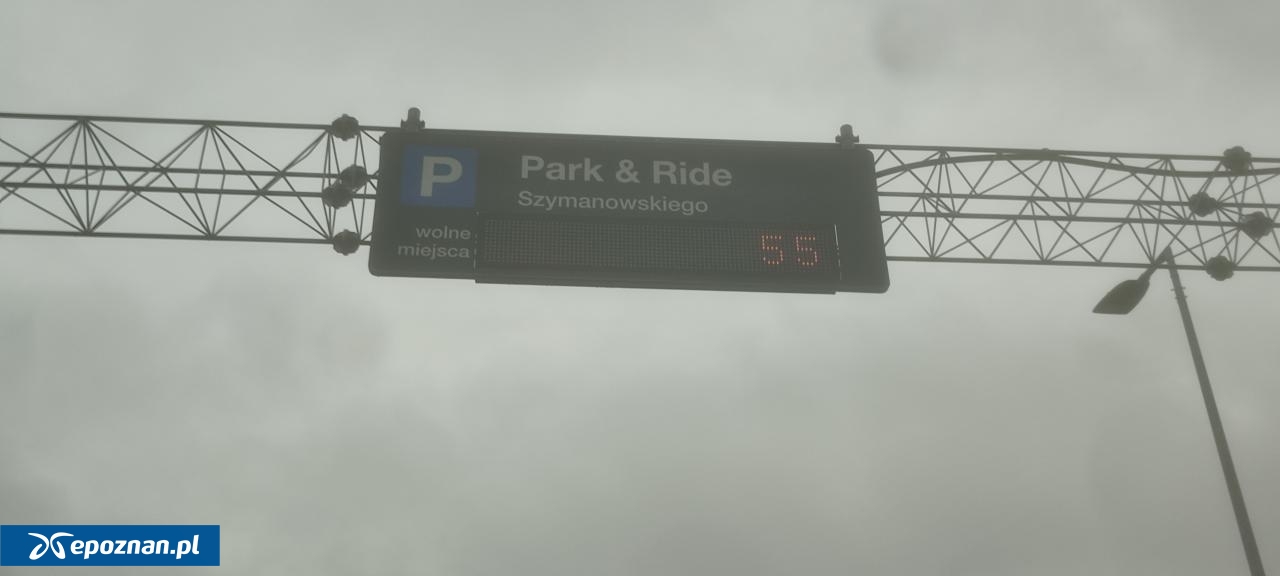 P
Park & Ride
Szymanowskiego
wolne
miejsca
55
epoznan.pl